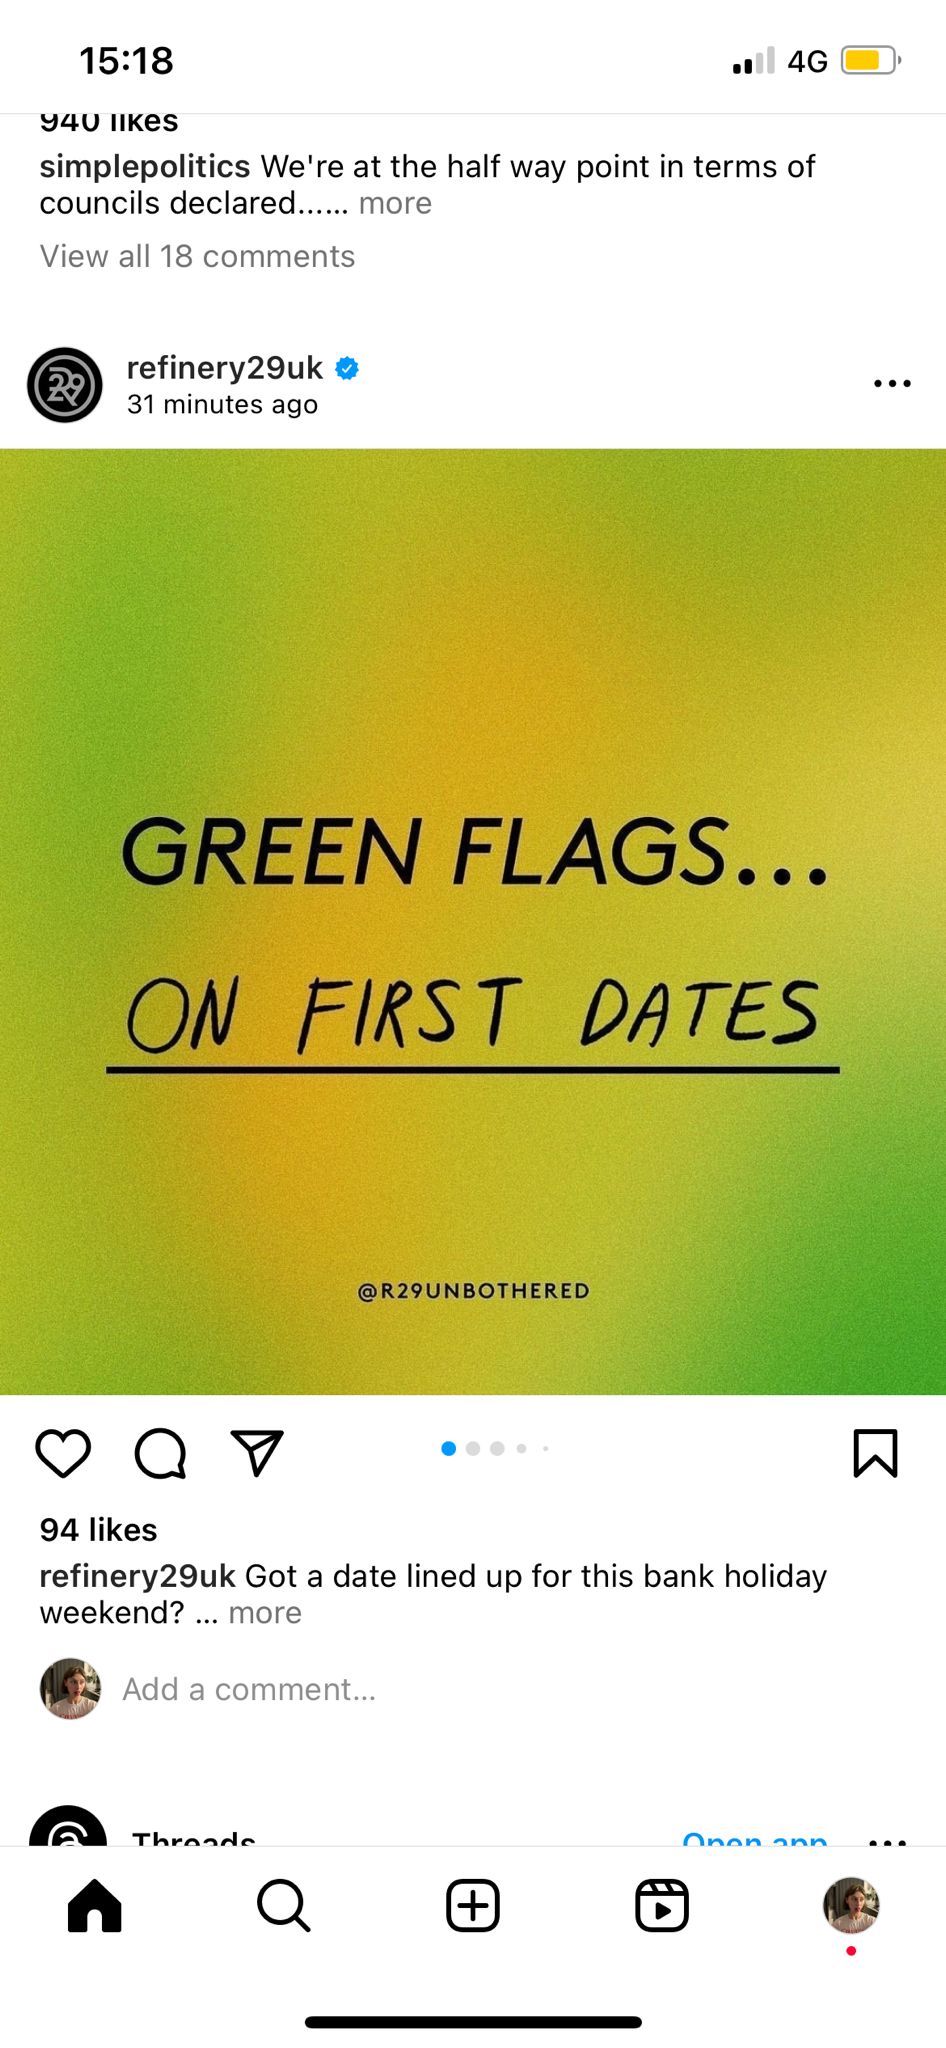 15:18
4G
940 likes
simplepolitics We're at the half way point in terms of
councils declared...... more
View all 18 comments
29
refinery29uk
31 minutes ago
GREEN FLAGS...
ON FIRST DATES
@R29UNBOTHERED
94 likes
refinery29uk Got a date lined up for this bank holiday
weekend? ... more
Add a comment...
Threads
Open app